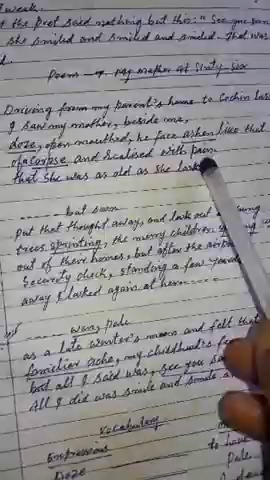 week.
the Poet said nothing but this: "See you soon
she smiled and smiled and smiled. That was
Poem → My mother at Sixty Six
Driving from my parent's home to Cochin last
I saw my mother, beside me,
doze, open mouthed, he face ashen like that
of a corpse and realised with pain
that she was as old as she
but soon
put that thought away, and look out
trees sprinting, the merry children
out of their homes, but after the airport
Security check, standing a few yards
away I looked again at her
wan, pale
as a late winter's moon and felt that
familiar ache, my childhood's
but all I said was, see you
All I did was smile and smile
Vocabulary
Expressions
to have
Doze